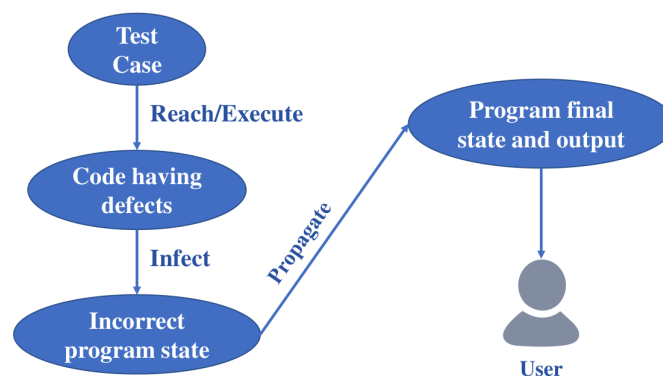 Test
Case
Reach/Execute
Code having
defects
Infect
Incorrect
program state
Propagate
Program final
state and output
User